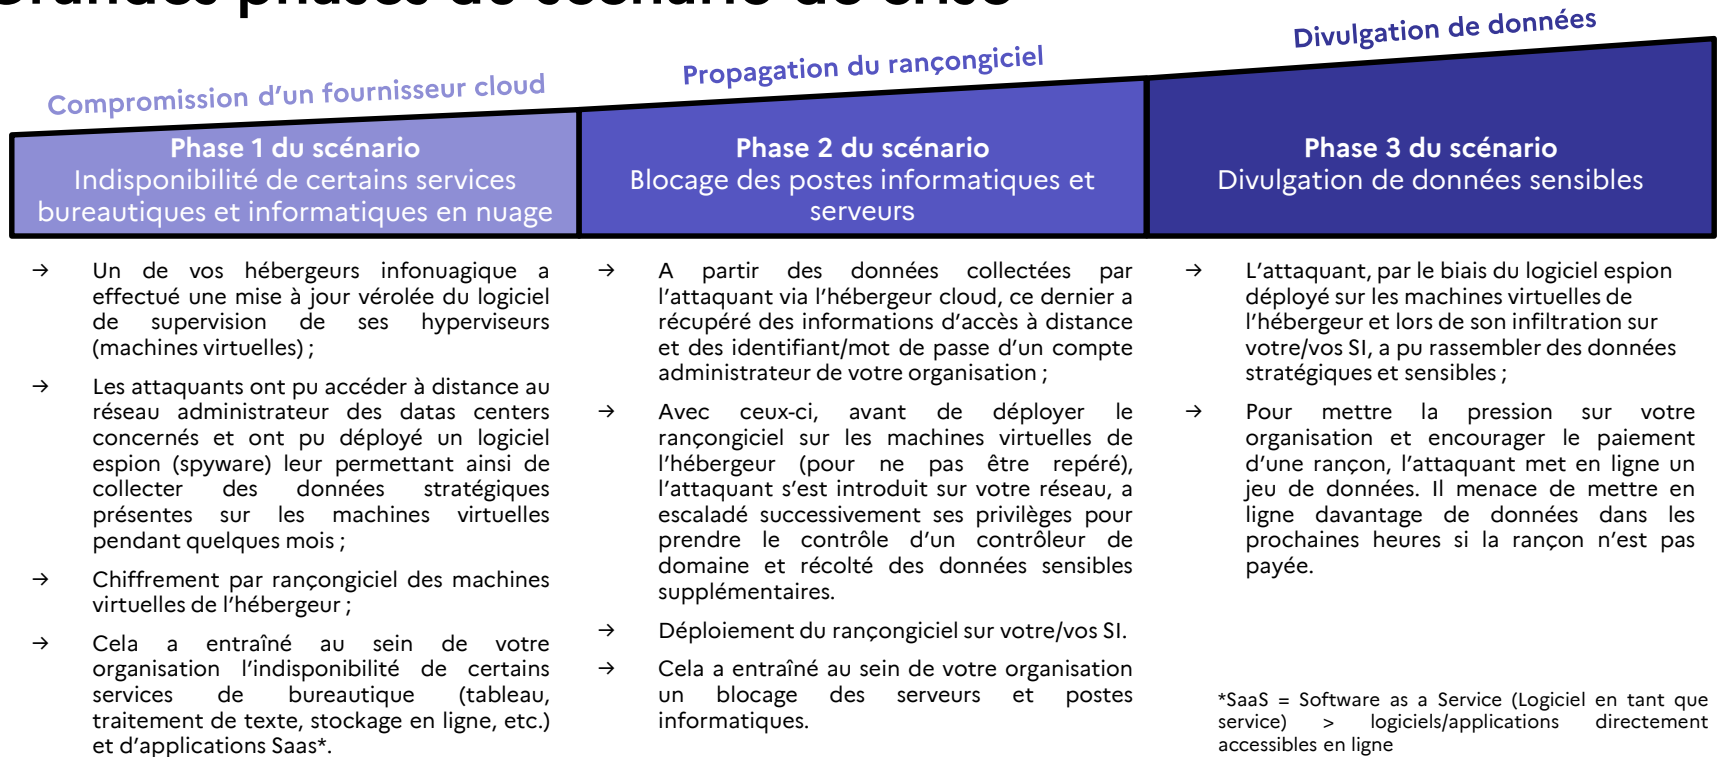 Grandes phases du scénario de crise
Compromission d’un fournisseur cloud
Propagation du rançongiciel
Divulgation de données
Phase 1 du scénario
Indisponibilité de certains services
bureautiques et informatiques en nuage
Phase 2 du scénario
Blocage des postes informatiques et
serveurs
Phase 3 du scénario
Divulgation de données sensibles
→ Un de vos hébergeurs infonuagique a
effectué une mise à jour vérolée du logiciel
de supervision de ses hyperviseurs
(machines virtuelles) ;
→ Les attaquants ont pu accéder à distance au
réseau administrateur des datas centers
concernés et ont pu déployé un logiciel
espion (spyware) leur permettant ainsi de
collecter des données stratégiques
présentes sur les machines virtuelles
pendant quelques mois ;
→ Chiffrement par rançongiciel des machines
virtuelles de l’hébergeur ;
→ Cela a entraîné au sein de votre
organisation l’indisponibilité de certains
services de bureautique (tableau,
traitement de texte, stockage en ligne, etc.)
et d’applications Saas*.
→ A partir des données collectées par
l’attaquant via l’hébergeur cloud, ce dernier a
récupéré des informations d’accès à distance
et des identifiant/mot de passe d’un compte
administrateur de votre organisation ;
→ Avec ceux-ci, avant de déployer le
rançongiciel sur les machines virtuelles de
l’hébergeur (pour ne pas être repéré),
l’attaquant s’est introduit sur votre réseau, a
escaladé successivement ses privilèges pour
prendre le contrôle d’un contrôleur de
domaine et récolté des données sensibles
supplémentaires.
→ Déploiement du rançongiciel sur votre/vos SI.
→ Cela a entraîné au sein de votre organisation
un blocage des serveurs et postes
informatiques.
→ L’attaquant, par le biais du logiciel espion
déployé sur les machines virtuelles de
l’hébergeur et lors de son infiltration sur
votre/vos SI, a pu rassembler des données
stratégiques et sensibles ;
→ Pour mettre la pression sur votre
organisation et encourager le paiement
d’une rançon, l’attaquant met en ligne un
jeu de données. Il menace de mettre en
ligne davantage de données dans les
prochaines heures si la rançon n’est pas
payée.
*SaaS = Software as a Service (Logiciel en tant que
service) > logiciels/applications directement
accessibles en ligne